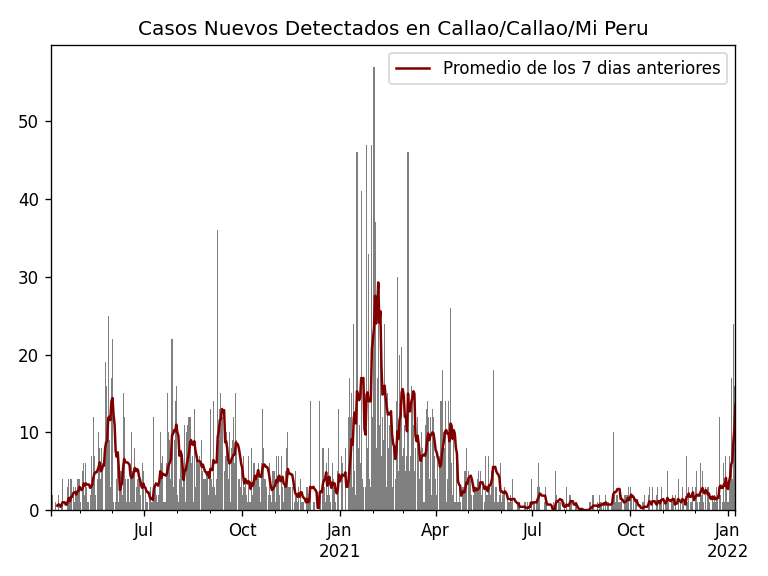 Casos Nuevos Detectados en Callao/Callao/Mi Peru
Promedio de los 7 dias anteriores
50
40
30
20
10
0
Jul Oct Jan Apr Jul Oct Jan
2021 2022